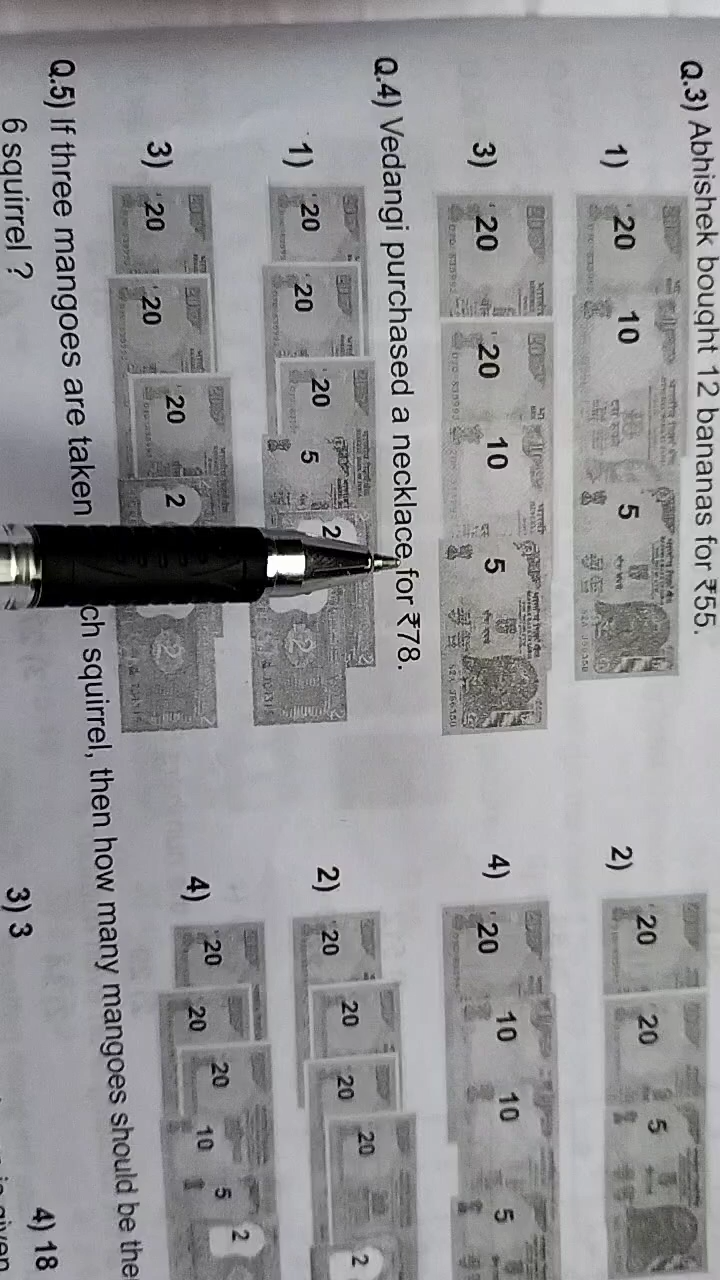 Q.3) Abhishek bought 12 bananas for ₹55.
1) 20 10 5
2) 20 20 5
3) 20 20 10 5
4) 20 10 10 5
Q.4) Vedangi purchased a necklace for ₹78.
1) 20 20 20 5 2 2
2) 20 20 20 20 2
3) 20 20 20 2 2
4) 20 20 20 10 5 2
Q.5) If three mangoes are taken ch squirrel, then how many mangoes should be
6 squirrel ?
3) 3
4) 18